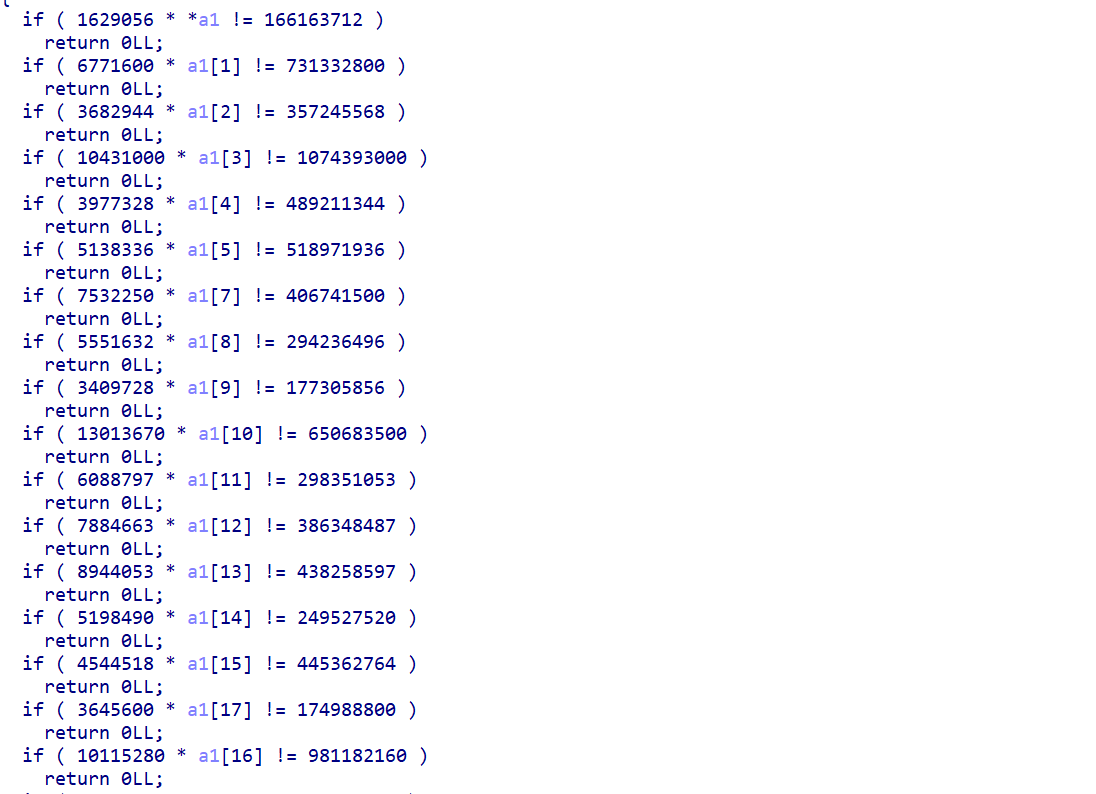 if ( 1629056 * *a1 != 166163712 )
return 0LL;
if ( 6771600 * a1[1] != 731332800 )
return 0LL;
if ( 3682944 * a1[2] != 357245568 )
return 0LL;
if ( 10431000 * a1[3] != 1074393000 )
return 0LL;
if ( 3977328 * a1[4] != 489211344 )
return 0LL;
if ( 5138336 * a1[5] != 518971936 )
return 0LL;
if ( 7532250 * a1[7] != 406741500 )
return 0LL;
if ( 5551632 * a1[8] != 294236496 )
return 0LL;
if ( 3409728 * a1[9] != 177305856 )
return 0LL;
if ( 13013670 * a1[10] != 650683500 )
return 0LL;
if ( 6088797 * a1[11] != 298351053 )
return 0LL;
if ( 7884663 * a1[12] != 386348487 )
return 0LL;
if ( 8944053 * a1[13] != 438258597 )
return 0LL;
if ( 5198490 * a1[14] != 249527520 )
return 0LL;
if ( 4544518 * a1[15] != 445362764 )
return 0LL;
if ( 3645600 * a1[17] != 174988800 )
return 0LL;
if ( 10115280 * a1[16] != 981182160 )
return 0LL;